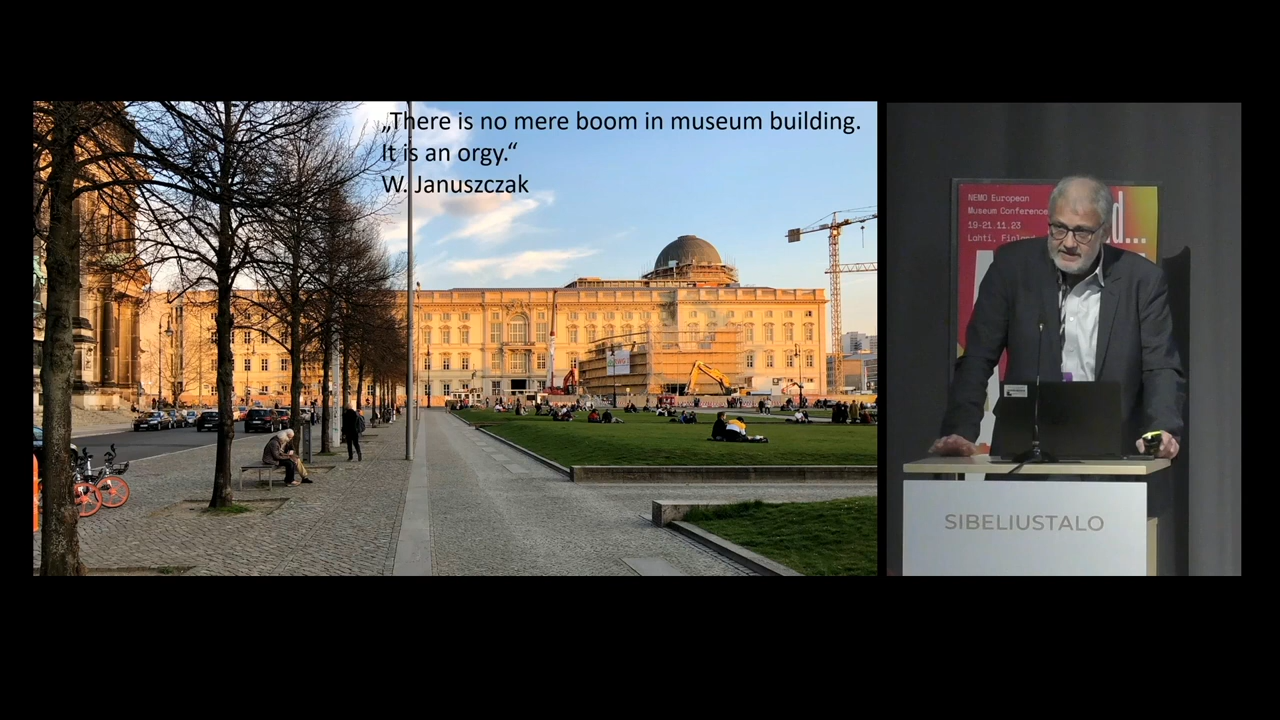 „There is no mere boom in museum building.
It is an orgy.“
W. Januszczak
NEMO European
Museum Conference
19-21.11.23
Lahti, Finland
d...
SIBELIUSTALO